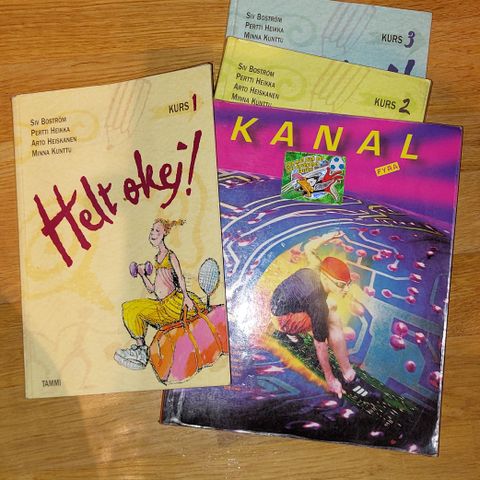 SIV BOSTRÖM
PERTTI HEIKKA
MINNA KUNTTU
KURS 3
SIV BOSTRÖM
PERTTI HEIKKA
ARTO HEISKANEN
MINNA KUNTTU
KURS 2
SIV BOSTRÖM
PERTTI HEIKKA
ARTO HEISKANEN
MINNA KUNTTU
KURS 1
Helt okej!
TAMMI
KANAL
FYRA